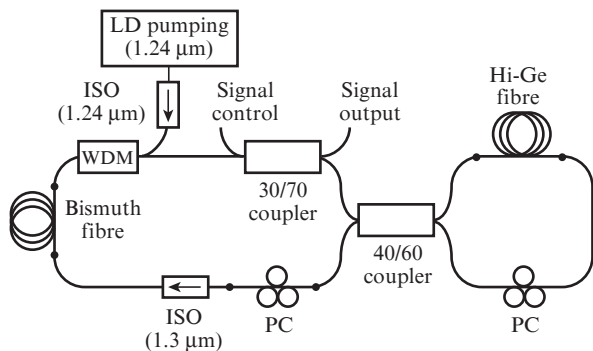 LD pumping
(1.24 μm)
ISO
(1.24 μm)
Signal
control
Signal
output
Hi-Ge
fibre
WDM
30/70
coupler
Bismuth
fibre
40/60
coupler
ISO
(1.3 μm)
PC
PC